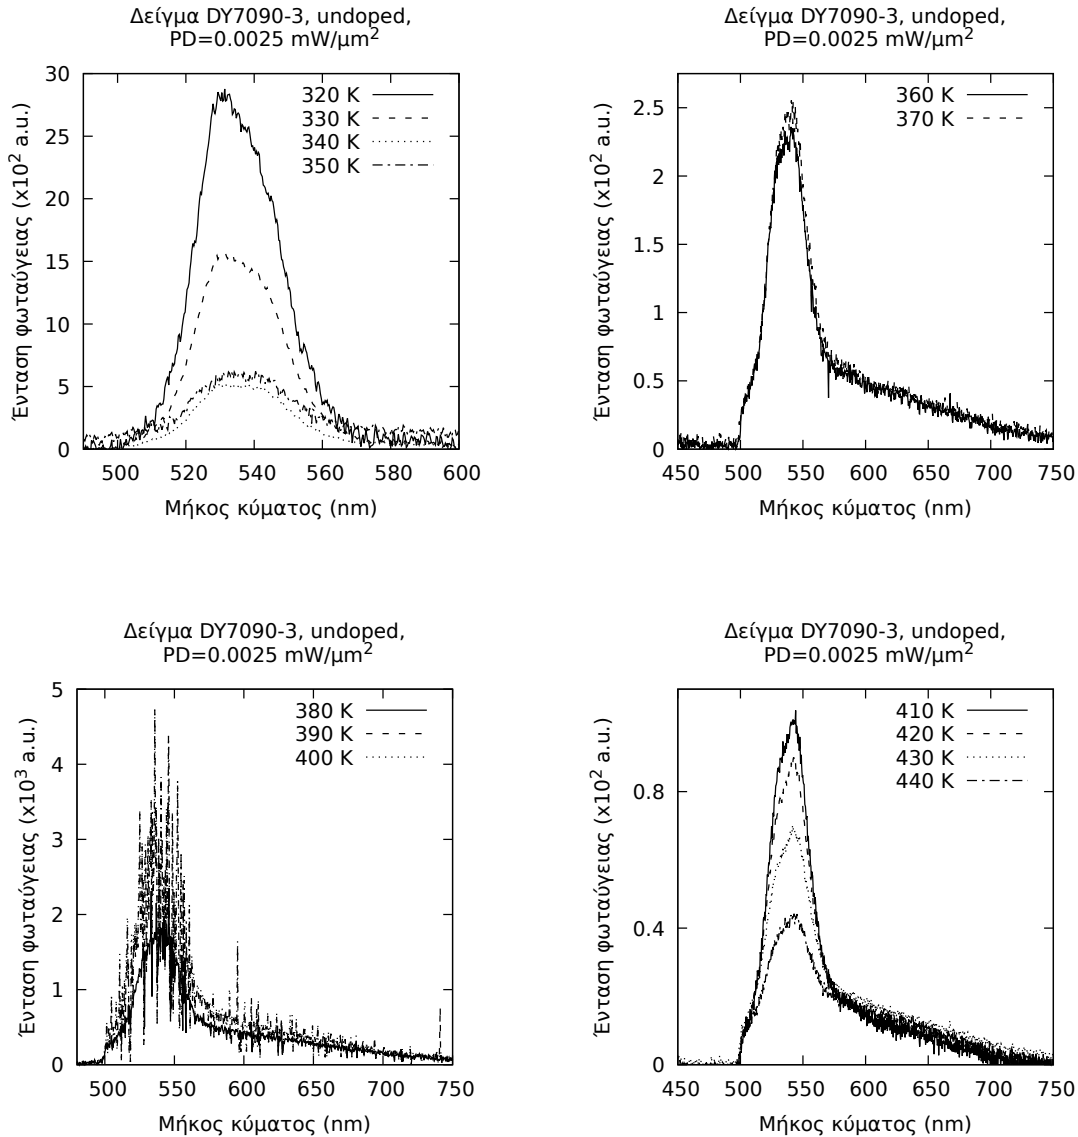 Δείγμα DY7090-3, undoped,
PD=0.0025 mW/μm²
Ένταση φωταύγειας (x10² a.u.)
30
25
20
15
10
5
0
320 K
330 K
340 K
350 K
500 520 540 560 580 600
Μήκος κύματος (nm)
Δείγμα DY7090-3, undoped,
PD=0.0025 mW/μm²
Ένταση φωταύγειας (x10² a.u.)
2.5
2
1.5
1
0.5
0
360 K
370 K
450 500 550 600 650 700 750
Μήκος κύματος (nm)
Δείγμα DY7090-3, undoped,
PD=0.0025 mW/μm²
Ένταση φωταύγειας (x10³ a.u.)
5
4
3
2
1
0
380 K
390 K
400 K
500 550 600 650 700 750
Μήκος κύματος (nm)
Δείγμα DY7090-3, undoped,
PD=0.0025 mW/μm²
Ένταση φωταύγειας (x10² a.u.)
0.8
0.4
0
410 K
420 K
430 K
440 K
450 500 550 600 650 700 750
Μήκος κύματος (nm)